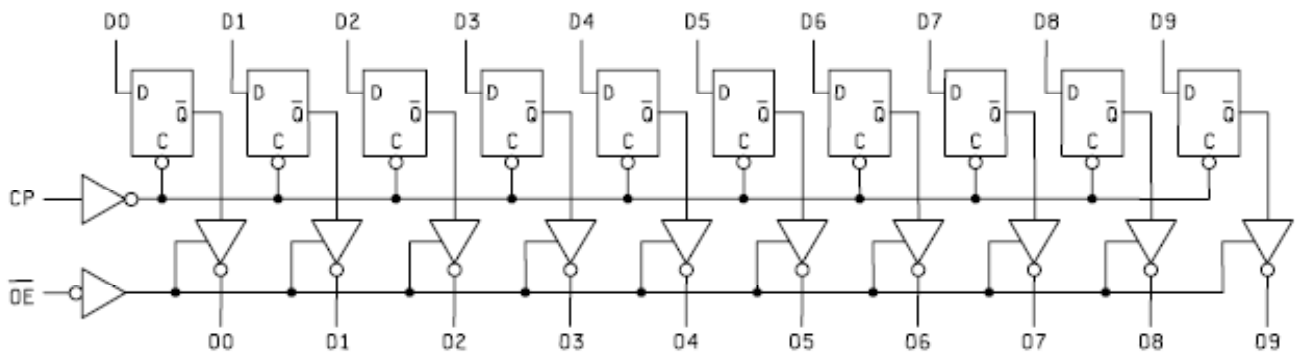 D0 D1 D2 D3 D4 D5 D6 D7 D8 D9
D D D D D D D D D D
Q̅ Q̅ Q̅ Q̅ Q̅ Q̅ Q̅ Q̅ Q̅ Q̅
C C C C C C C C C C
CP
O̅E̅
O0 O1 O2 O3 O4 O5 O6 O7 O8 O9